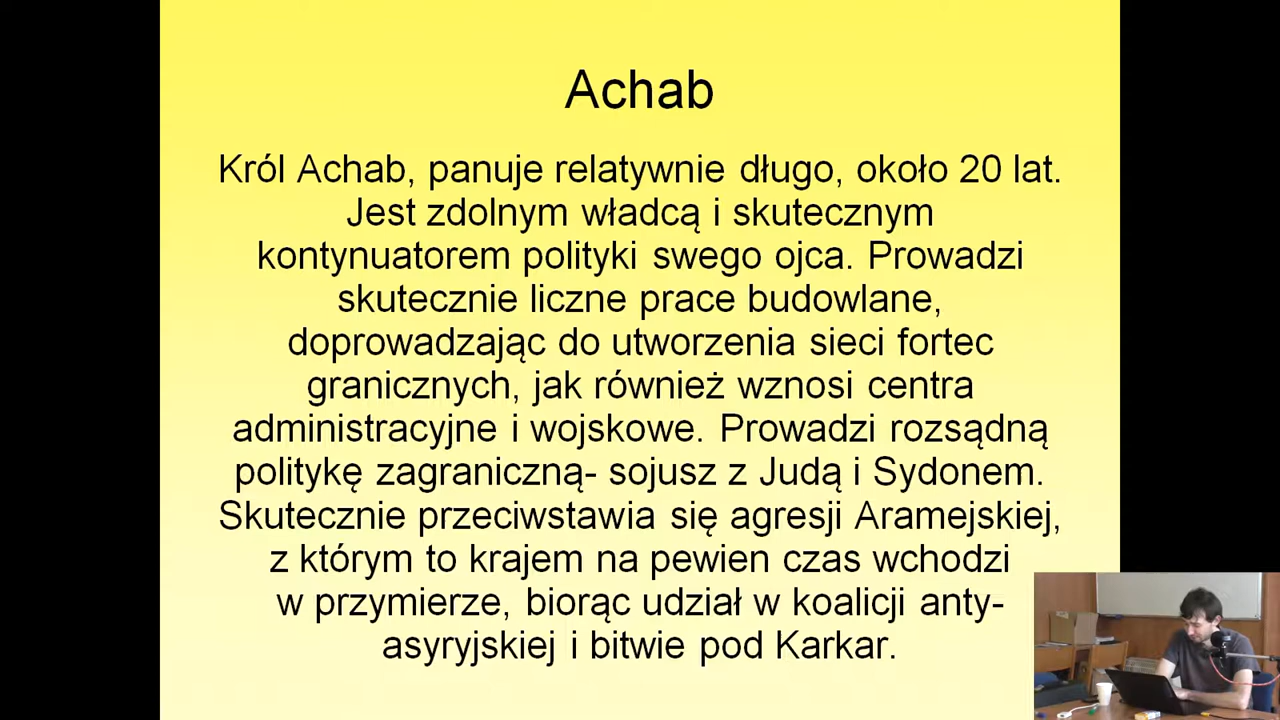 Achab
Król Achab, panuje relatywnie długo, około 20 lat.
Jest zdolnym władcą i skutecznym
kontynuatorem polityki swego ojca. Prowadzi
skutecznie liczne prace budowlane,
doprowadzając do utworzenia sieci fortec
granicznych, jak również wznosi centra
administracyjne i wojskowe. Prowadzi rozsądną
politykę zagraniczną- sojusz z Judą i Sydonem.
Skutecznie przeciwstawia się agresji Aramejskiej,
z którym to krajem na pewien czas wchodzi
w przymierze, biorąc udział w koalicji anty-
asyryjskiej i bitwie pod Karkar.